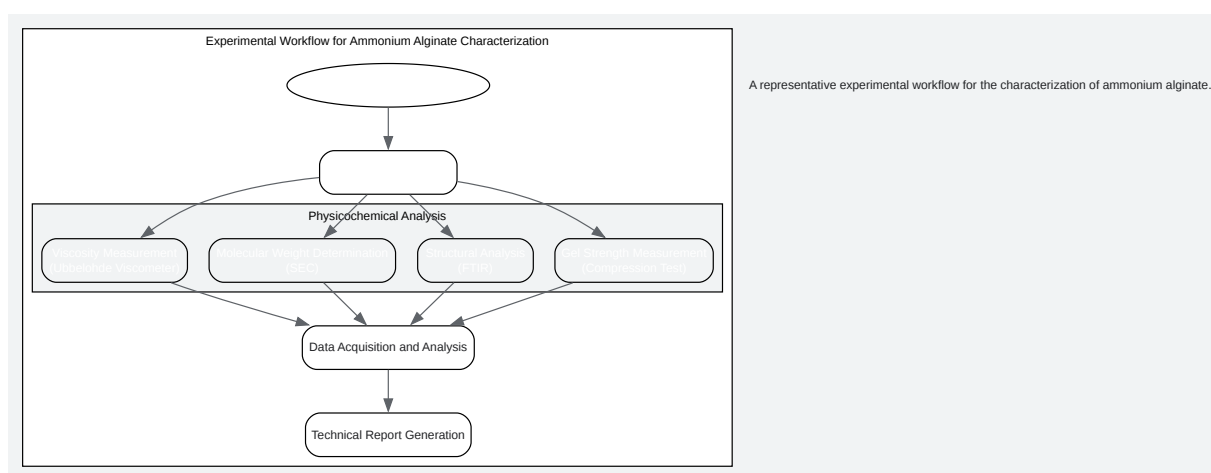 Experimental Workflow for Ammonium Alginate Characterization
A representative experimental workflow for the characterization of ammonium alginate.
Physicochemical Analysis
Viscosity Measurement
(Ubbelohde Viscometer)
Molecular Weight Determination
(SEC)
Structural Analysis
(FTIR)
Gel Strength Measurement
(Compression Test)
Data Acquisition and Analysis
Technical Report Generation